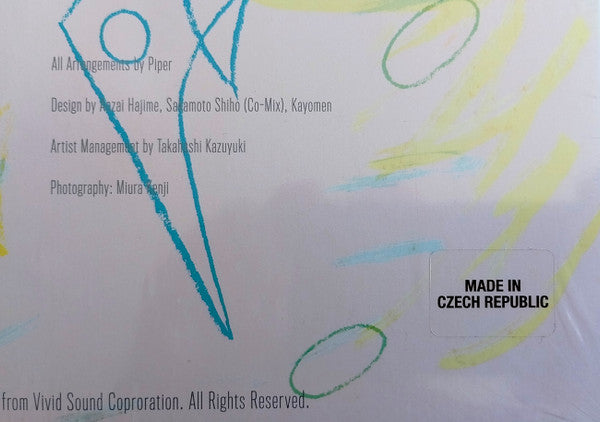 All Arrangements by Piper
Design by Anzai Hajime, Sakamoto Shiho (Co-Mix), Kayomen
Artist Management by Takahashi Kazuyuki
Photography: Miura Kenji
MADE IN
CZECH REPUBLIC
from Vivid Sound Coproration. All Rights Reserved.